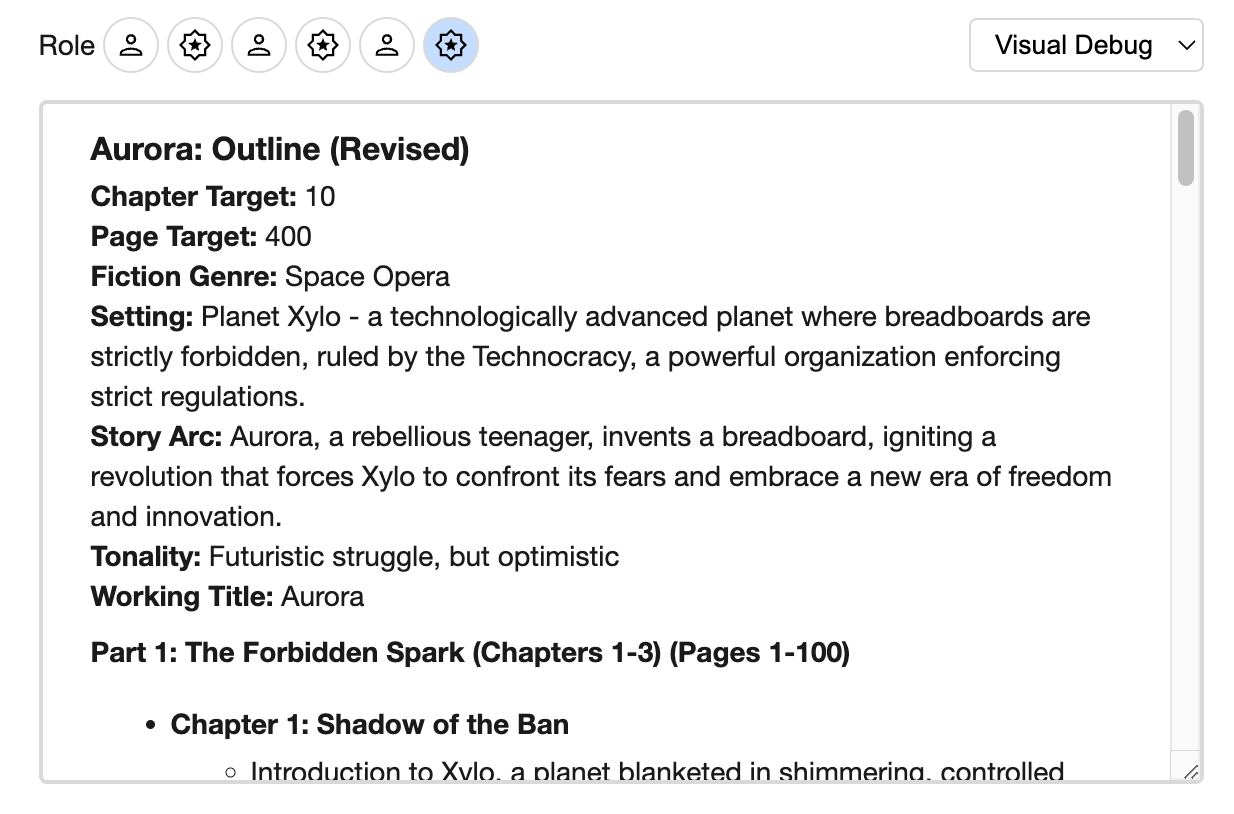 Role
Visual Debug
Aurora: Outline (Revised)
Chapter Target: 10
Page Target: 400
Fiction Genre: Space Opera
Setting: Planet Xylo - a technologically advanced planet where breadboards are
strictly forbidden, ruled by the Technocracy, a powerful organization enforcing
strict regulations.
Story Arc: Aurora, a rebellious teenager, invents a breadboard, igniting a
revolution that forces Xylo to confront its fears and embrace a new era of freedom
and innovation.
Tonality: Futuristic struggle, but optimistic
Working Title: Aurora
Part 1: The Forbidden Spark (Chapters 1-3) (Pages 1-100)
• Chapter 1: Shadow of the Ban
◦ Introduction to Xylo, a planet blanketed in shimmering, controlled